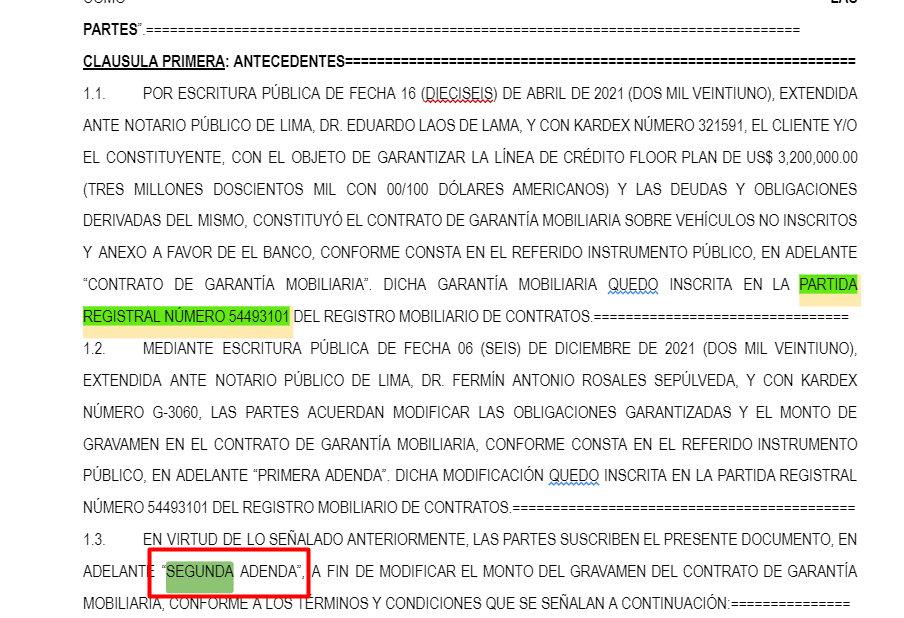 COMO LAS
PARTES".==================================================================================
CLAUSULA PRIMERA: ANTECEDENTES================================================================
1.1. POR ESCRITURA PÚBLICA DE FECHA 16 (DIECISEIS) DE ABRIL DE 2021 (DOS MIL VEINTIUNO), EXTENDIDA
ANTE NOTARIO PÚBLICO DE LIMA, DR. EDUARDO LAOS DE LAMA, Y CON KARDEX NÚMERO 321591, EL CLIENTE Y/O
EL CONSTITUYENTE, CON EL OBJETO DE GARANTIZAR LA LÍNEA DE CRÉDITO FLOOR PLAN DE US$ 3,200,000.00
(TRES MILLONES DOSCIENTOS MIL CON 00/100 DÓLARES AMERICANOS) Y LAS DEUDAS Y OBLIGACIONES
DERIVADAS DEL MISMO, CONSTITUYÓ EL CONTRATO DE GARANTÍA MOBILIARIA SOBRE VEHÍCULOS NO INSCRITOS
Y ANEXO A FAVOR DE EL BANCO, CONFORME CONSTA EN EL REFERIDO INSTRUMENTO PÚBLICO, EN ADELANTE
“CONTRATO DE GARANTÍA MOBILIARIA”. DICHA GARANTÍA MOBILIARIA QUEDO INSCRITA EN LA PARTIDA
REGISTRAL NÚMERO 54493101 DEL REGISTRO MOBILIARIO DE CONTRATOS.================================
1.2. MEDIANTE ESCRITURA PÚBLICA DE FECHA 06 (SEIS) DE DICIEMBRE DE 2021 (DOS MIL VEINTIUNO),
EXTENDIDA ANTE NOTARIO PÚBLICO DE LIMA, DR. FERMÍN ANTONIO ROSALES SEPÚLVEDA, Y CON KARDEX
NÚMERO G-3060, LAS PARTES ACUERDAN MODIFICAR LAS OBLIGACIONES GARANTIZADAS Y EL MONTO DE
GRAVAMEN EN EL CONTRATO DE GARANTÍA MOBILIARIA, CONFORME CONSTA EN EL REFERIDO INSTRUMENTO
PÚBLICO, EN ADELANTE “PRIMERA ADENDA”. DICHA MODIFICACIÓN QUEDO INSCRITA EN LA PARTIDA REGISTRAL
NÚMERO 54493101 DEL REGISTRO MOBILIARIO DE CONTRATOS.===========================================
1.3. EN VIRTUD DE LO SEÑALADO ANTERIORMENTE, LAS PARTES SUSCRIBEN EL PRESENTE DOCUMENTO, EN
ADELANTE “SEGUNDA ADENDA”, A FIN DE MODIFICAR EL MONTO DEL GRAVAMEN DEL CONTRATO DE GARANTÍA
MOBILIARIA, CONFORME A LOS TÉRMINOS Y CONDICIONES QUE SE SEÑALAN A CONTINUACIÓN:===============